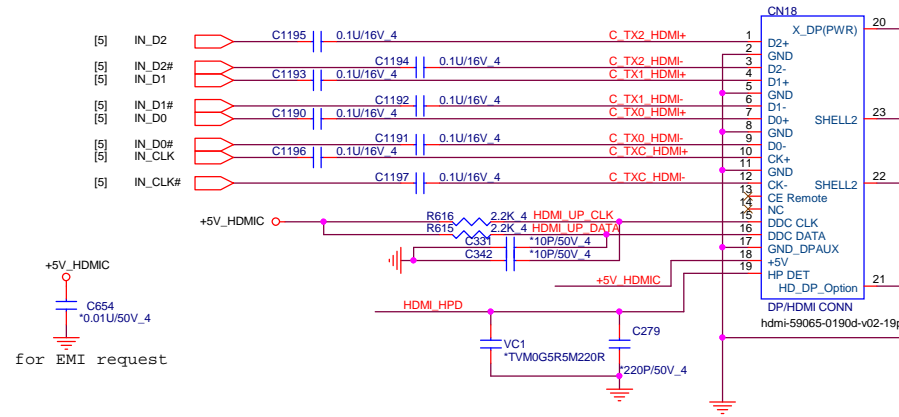 CN18
X_DP(PWR) 20
[5] IN_D2 C1195 0.1U/16V_4 C_TX2_HDMI+ 1 D2+
2 GND
[5] IN_D2# C1194 0.1U/16V_4 C_TX2_HDMI- 3 D2-
[5] IN_D1 C1193 0.1U/16V_4 C_TX1_HDMI+ 4 D1+
5 GND
[5] IN_D1# C1192 0.1U/16V_4 C_TX1_HDMI- 6 D1-
[5] IN_D0 C1190 0.1U/16V_4 C_TX0_HDMI+ 7 D0+ SHELL2 23
8 GND
[5] IN_D0# C1191 0.1U/16V_4 C_TX0_HDMI- 9 D0-
[5] IN_CLK C1196 0.1U/16V_4 C_TXC_HDMI+ 10 CK+
11 GND
[5] IN_CLK# C1197 0.1U/16V_4 C_TXC_HDMI- 12 CK- SHELL2 22
13 CE Remote
14 NC
+5V_HDMIC R616 2.2K_4 HDMI_UP_CLK 15 DDC CLK
R615 2.2K_4 HDMI_UP_DATA 16 DDC DATA
C331 *10P/50V_4 17 GND_DPAUX
C342 *10P/50V_4 18 +5V
+5V_HDMIC 19 HP DET
+5V_HDMIC HD_DP_Option 21
C654 HDMI_HPD DP/HDMI CONN
*0.01U/50V_4 hdmi-59065-0190d-v02-19p
VC1 C279
for EMI request *TVM0G5R5M220R
*220P/50V_4